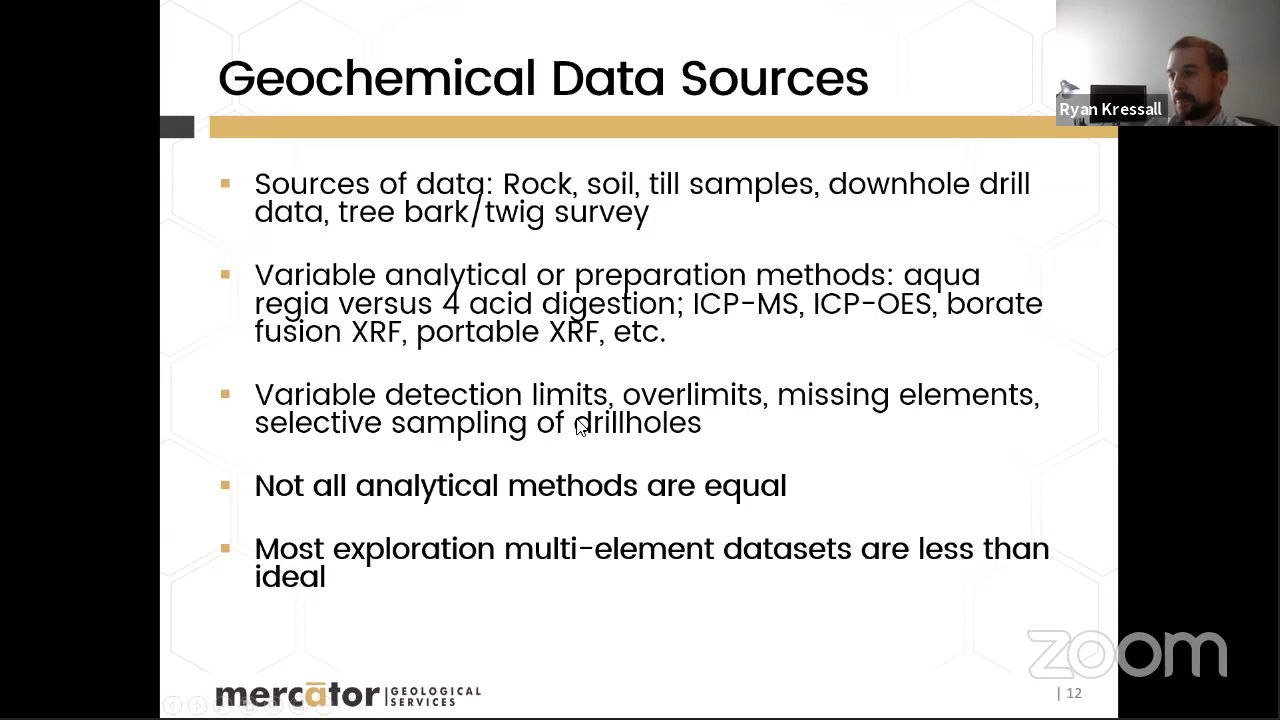 Geochemical Data Sources
Ryan Kressall
Sources of data: Rock, soil, till samples, downhole drill
data, tree bark/twig survey
Variable analytical or preparation methods: aqua
regia versus 4 acid digestion; ICP-MS, ICP-OES, borate
fusion XRF, portable XRF, etc.
Variable detection limits, overlimits, missing elements,
selective sampling of drillholes
Not all analytical methods are equal
Most exploration multi-element datasets are less than
ideal
zoom
mercātor | GEOLOGICAL
SERVICES
| 12